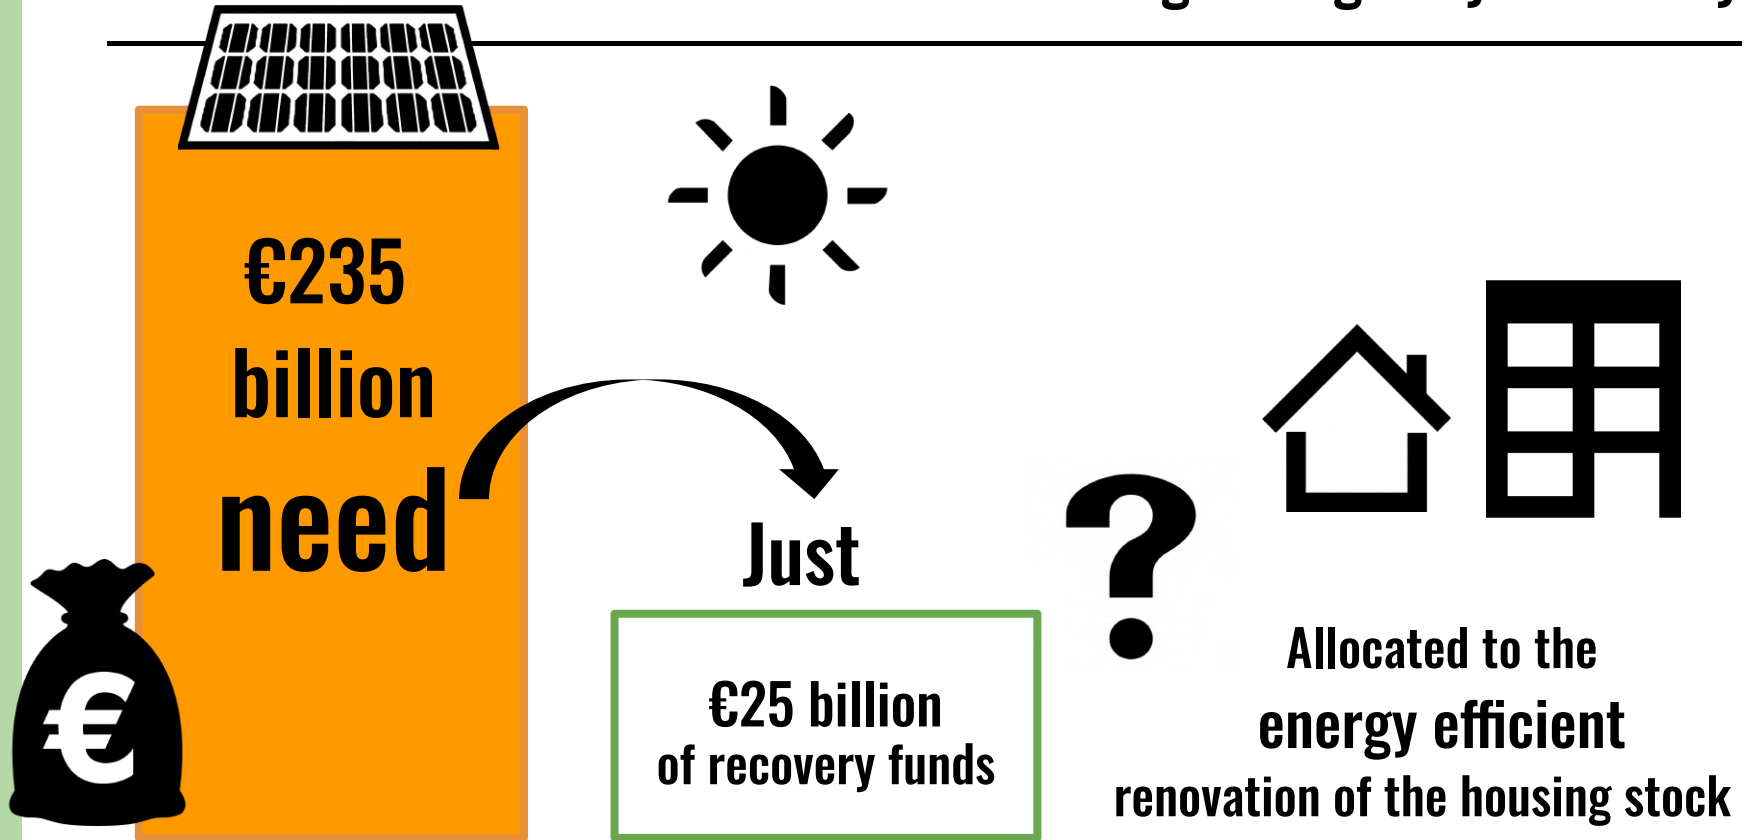 €235
billion
need
Just
€25 billion
of recovery funds
?
Allocated to the
energy efficient
renovation of the housing stock
€